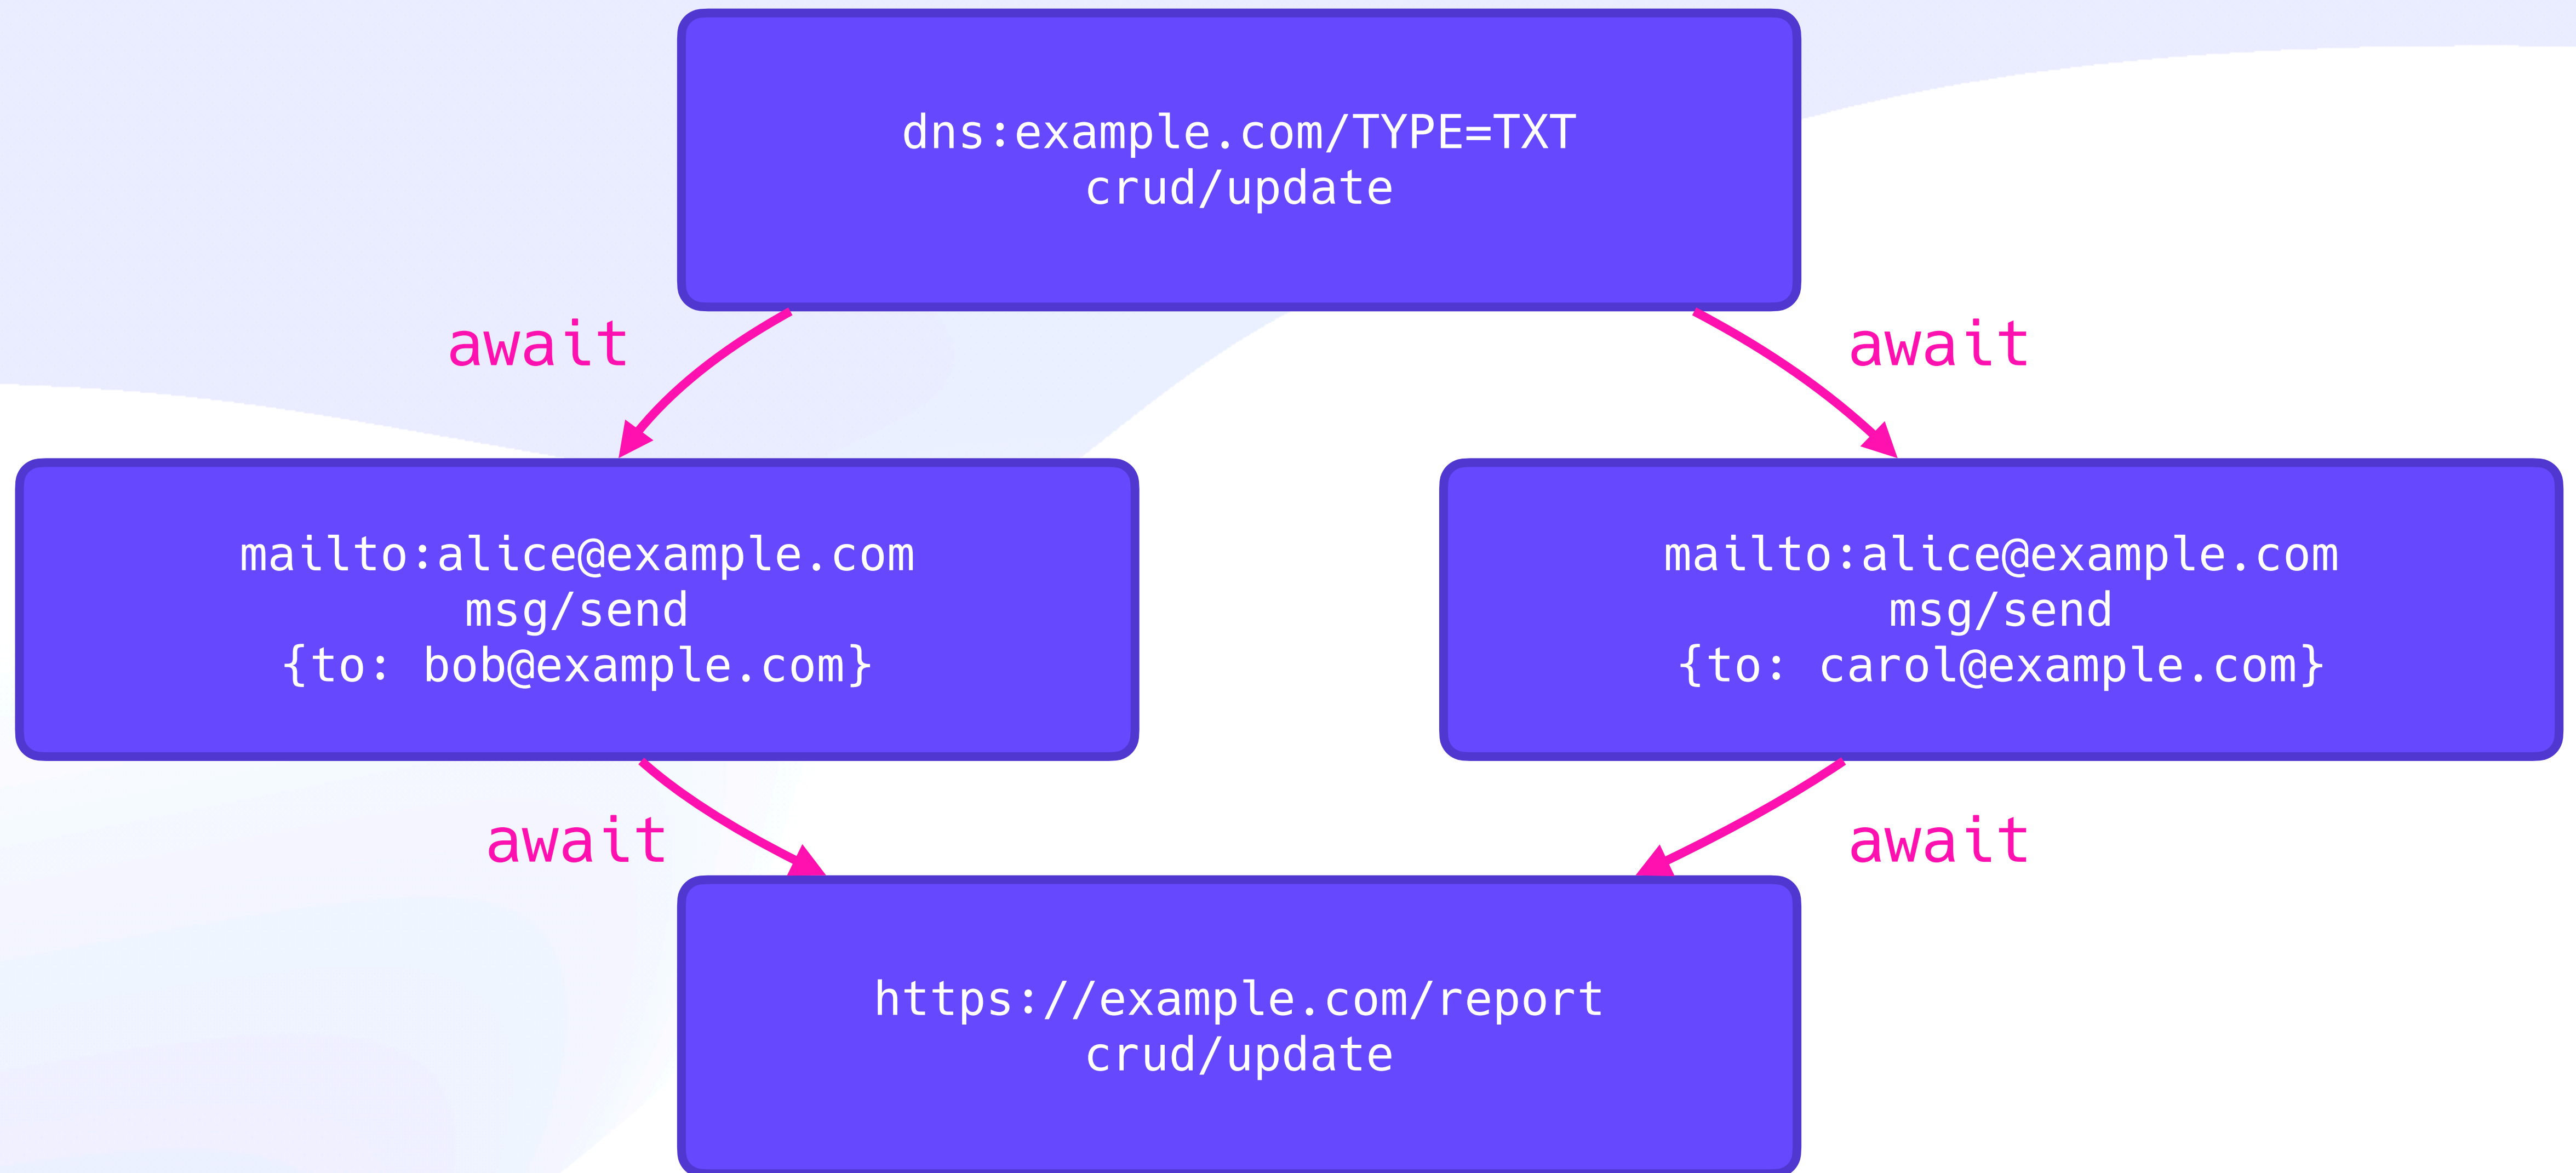 dns:example.com/TYPE=TXT
crud/update
await
await
mailto:alice@example.com
msg/send
{to: bob@example.com}
mailto:alice@example.com
msg/send
{to: carol@example.com}
await
await
https://example.com/report
crud/update